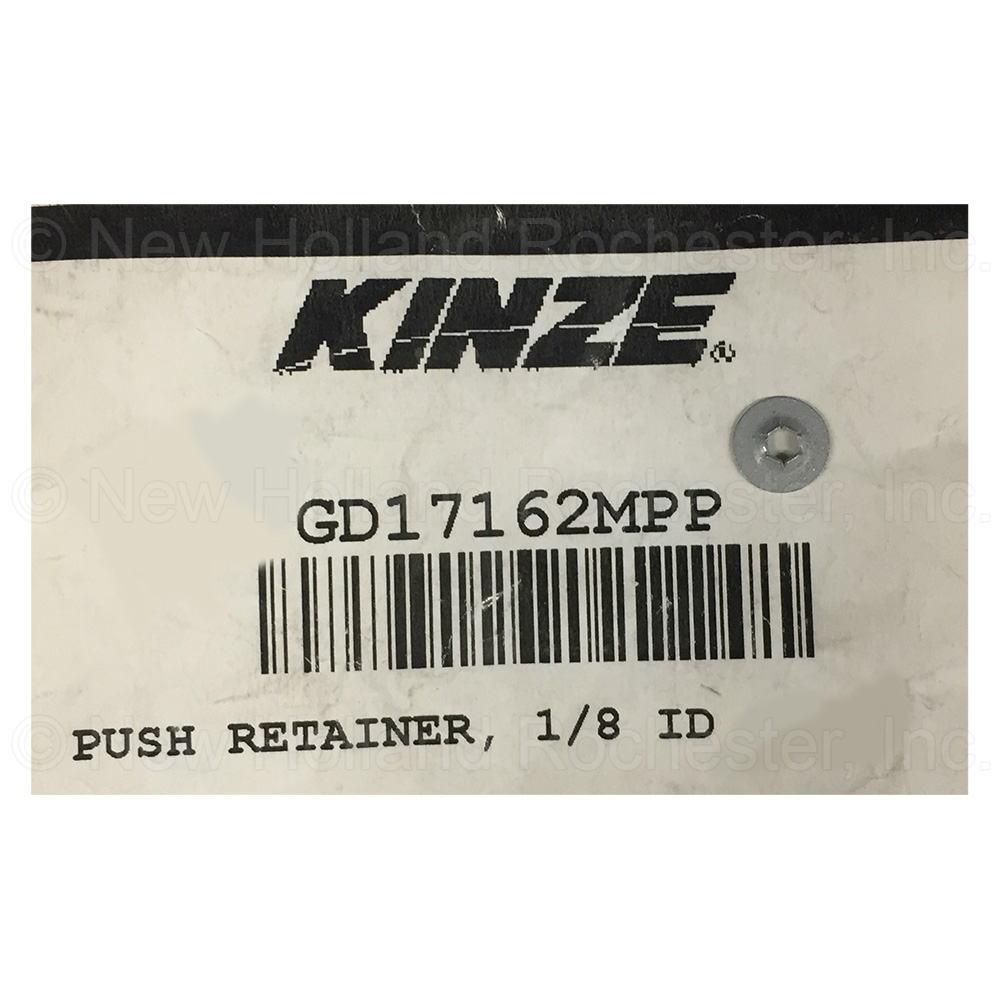 © New Holland Rochester, Inc.
KINZE®
© New Holland Rochester, Inc.
GD17162MPP
PUSH RETAINER, 1/8 ID
© New Holland Rochester, Inc.